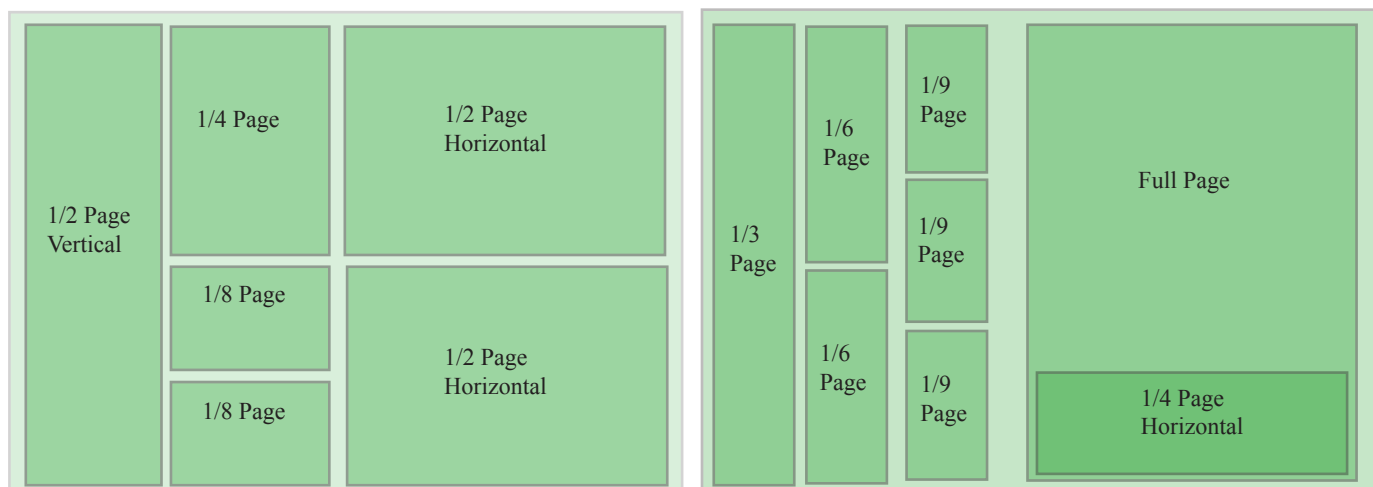 1/2 Page
Vertical
1/4 Page
1/8 Page
1/8 Page
1/2 Page
Horizontal
1/2 Page
Horizontal
1/3
Page
1/6
Page
1/6
Page
1/9
Page
1/9
Page
1/9
Page
Full Page
1/4 Page
Horizontal